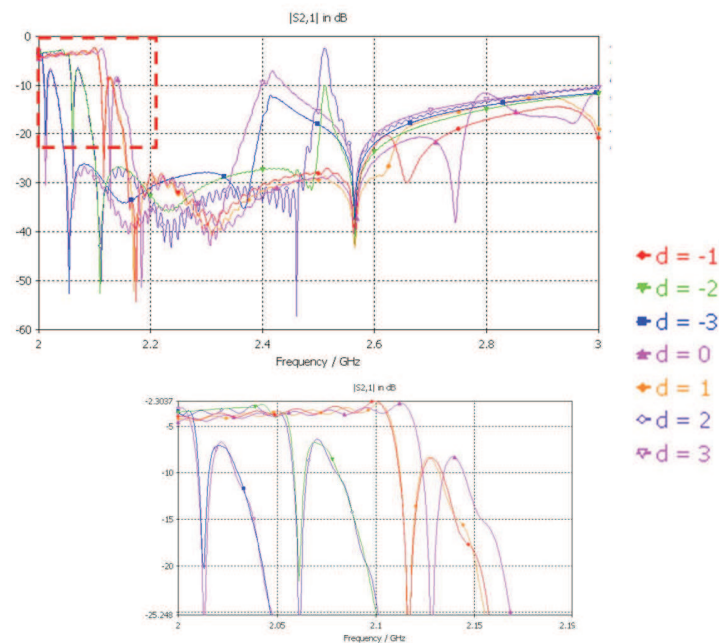 |S2,1| in dB
0
-10
-20
-30
-40
-50
-60
2
2.2
2.4
2.6
2.8
3
Frequency / GHz
d = -1
d = -2
d = -3
d = 0
d = 1
d = 2
d = 3
|S2,1| in dB
-2.3037
-5
-10
-15
-20
-25.248
2
2.05
2.1
2.15
2.15
Frequency / GHz